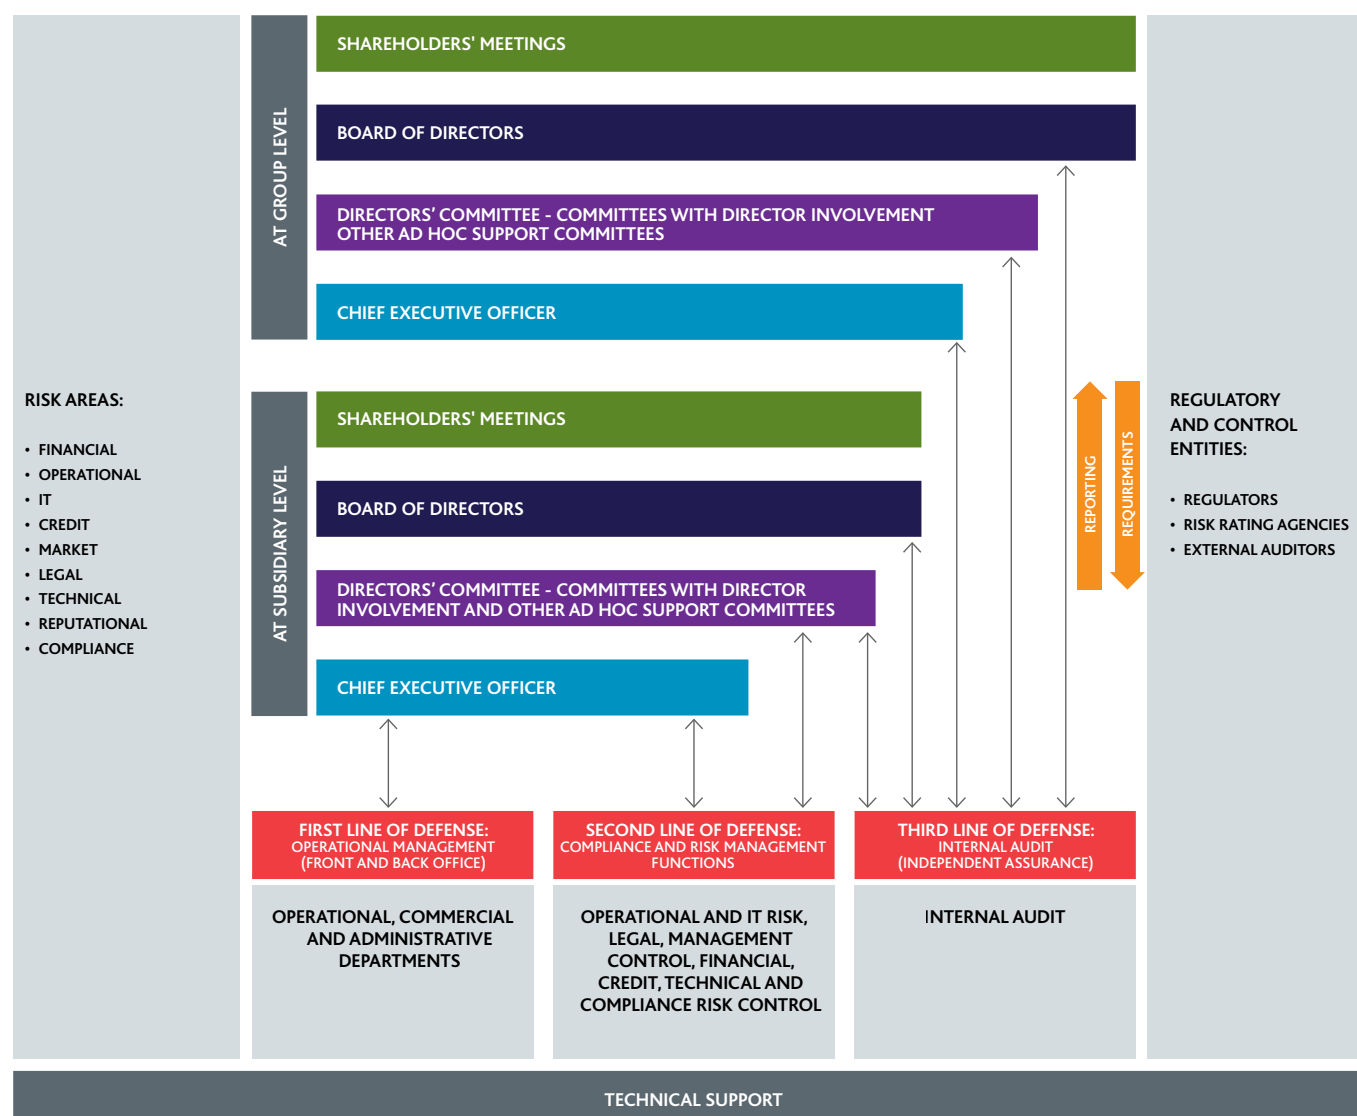 AT GROUP LEVEL
SHAREHOLDERS' MEETINGS
BOARD OF DIRECTORS
DIRECTORS' COMMITTEE - COMMITTEES WITH DIRECTOR INVOLVEMENT
OTHER AD HOC SUPPORT COMMITTEES
CHIEF EXECUTIVE OFFICER
RISK AREAS:
• FINANCIAL
• OPERATIONAL
• IT
• CREDIT
• MARKET
• LEGAL
• TECHNICAL
• REPUTATIONAL
• COMPLIANCE
AT SUBSIDIARY LEVEL
SHAREHOLDERS' MEETINGS
BOARD OF DIRECTORS
DIRECTORS' COMMITTEE - COMMITTEES WITH DIRECTOR
INVOLVEMENT AND OTHER AD HOC SUPPORT COMMITTEES
CHIEF EXECUTIVE OFFICER
REPORTING
REQUIREMENTS
REGULATORY
AND CONTROL
ENTITIES:
• REGULATORS
• RISK RATING AGENCIES
• EXTERNAL AUDITORS
FIRST LINE OF DEFENSE:
OPERATIONAL MANAGEMENT
(FRONT AND BACK OFFICE)
OPERATIONAL, COMMERCIAL
AND ADMINISTRATIVE
DEPARTMENTS
SECOND LINE OF DEFENSE:
COMPLIANCE AND RISK MANAGEMENT
FUNCTIONS
OPERATIONAL AND IT RISK,
LEGAL, MANAGEMENT
CONTROL, FINANCIAL,
CREDIT, TECHNICAL AND
COMPLIANCE RISK CONTROL
THIRD LINE OF DEFENSE:
INTERNAL AUDIT
(INDEPENDENT ASSURANCE)
INTERNAL AUDIT
TECHNICAL SUPPORT